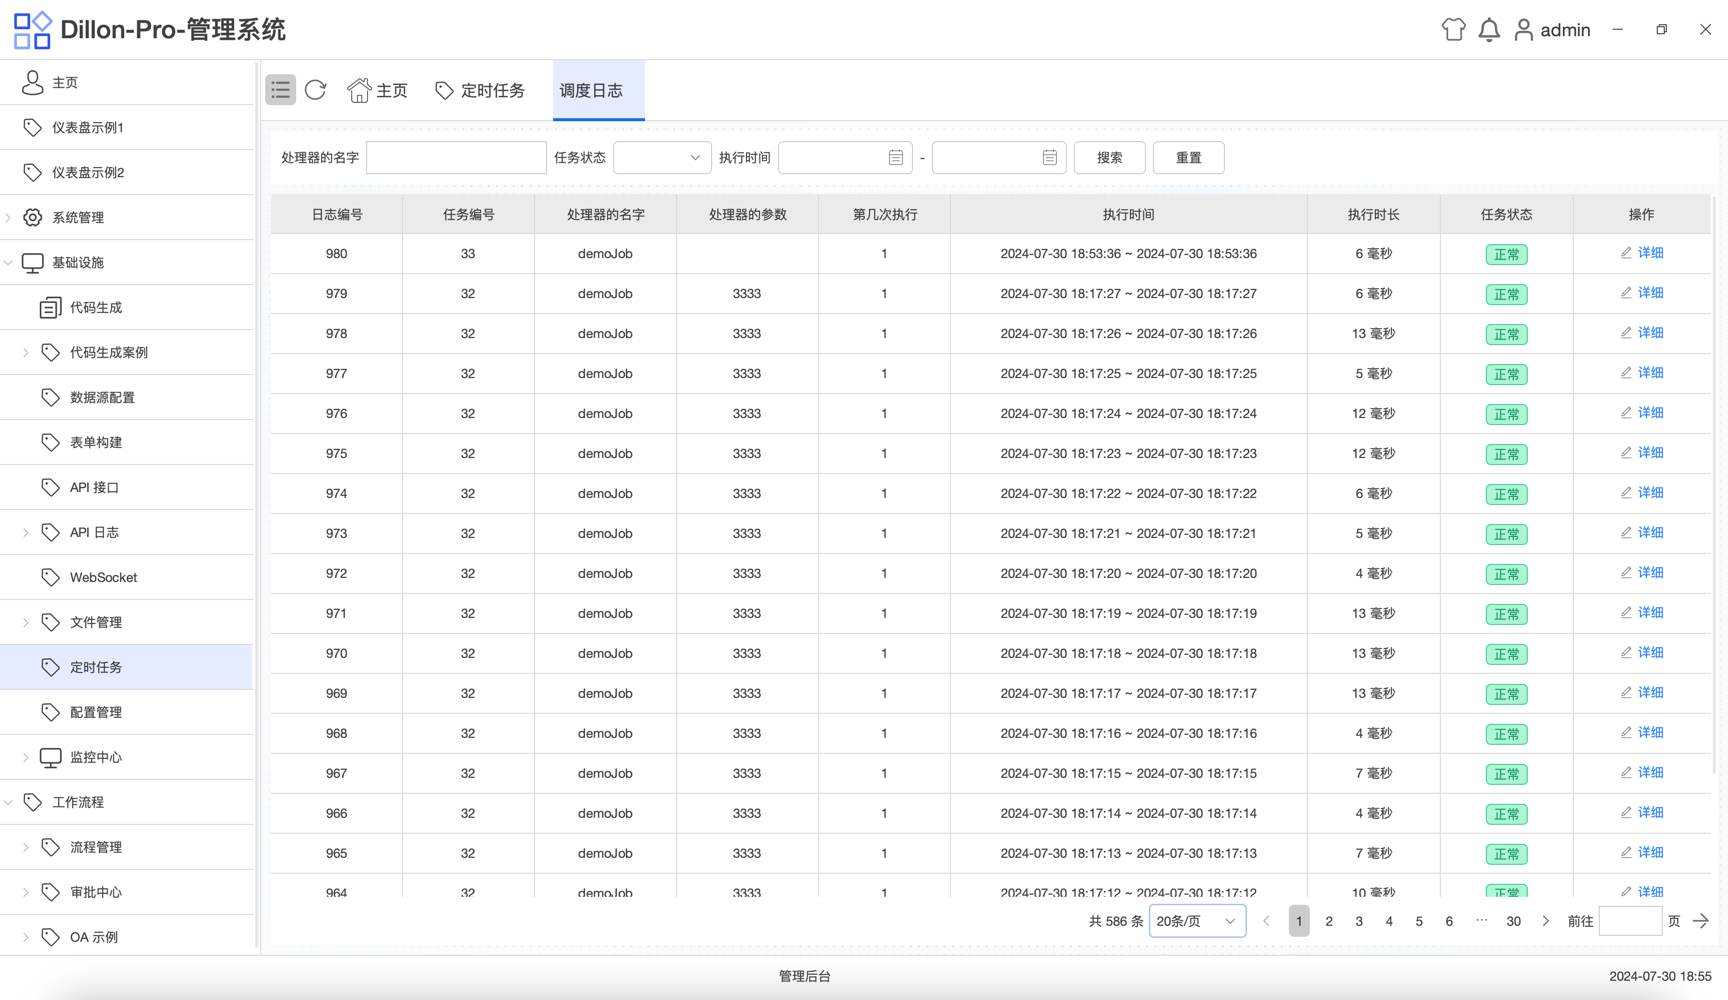 Dillon-Pro-管理系统
admin
主页
仪表盘示例1
仪表盘示例2
系统管理
基础设施
代码生成
代码生成案例
数据源配置
表单构建
API 接口
API 日志
WebSocket
文件管理
定时任务
配置管理
监控中心
工作流程
流程管理
审批中心
OA 示例
主页 定时任务 调度日志
处理器的名字 任务状态 执行时间 - 搜索 重置
日志编号 任务编号 处理器的名字 处理器的参数 第几次执行 执行时间 执行时长 任务状态 操作
980 33 demoJob 1 2024-07-30 18:53:36 ~ 2024-07-30 18:53:36 6 毫秒 正常 详细
979 32 demoJob 3333 1 2024-07-30 18:17:27 ~ 2024-07-30 18:17:27 6 毫秒 正常 详细
978 32 demoJob 3333 1 2024-07-30 18:17:26 ~ 2024-07-30 18:17:26 13 毫秒 正常 详细
977 32 demoJob 3333 1 2024-07-30 18:17:25 ~ 2024-07-30 18:17:25 5 毫秒 正常 详细
976 32 demoJob 3333 1 2024-07-30 18:17:24 ~ 2024-07-30 18:17:24 12 毫秒 正常 详细
975 32 demoJob 3333 1 2024-07-30 18:17:23 ~ 2024-07-30 18:17:23 12 毫秒 正常 详细
974 32 demoJob 3333 1 2024-07-30 18:17:22 ~ 2024-07-30 18:17:22 6 毫秒 正常 详细
973 32 demoJob 3333 1 2024-07-30 18:17:21 ~ 2024-07-30 18:17:21 5 毫秒 正常 详细
972 32 demoJob 3333 1 2024-07-30 18:17:20 ~ 2024-07-30 18:17:20 4 毫秒 正常 详细
971 32 demoJob 3333 1 2024-07-30 18:17:19 ~ 2024-07-30 18:17:19 13 毫秒 正常 详细
970 32 demoJob 3333 1 2024-07-30 18:17:18 ~ 2024-07-30 18:17:18 13 毫秒 正常 详细
969 32 demoJob 3333 1 2024-07-30 18:17:17 ~ 2024-07-30 18:17:17 13 毫秒 正常 详细
968 32 demoJob 3333 1 2024-07-30 18:17:16 ~ 2024-07-30 18:17:16 4 毫秒 正常 详细
967 32 demoJob 3333 1 2024-07-30 18:17:15 ~ 2024-07-30 18:17:15 7 毫秒 正常 详细
966 32 demoJob 3333 1 2024-07-30 18:17:14 ~ 2024-07-30 18:17:14 4 毫秒 正常 详细
965 32 demoJob 3333 1 2024-07-30 18:17:13 ~ 2024-07-30 18:17:13 7 毫秒 正常 详细
964 32 demoJob 3333 1 2024-07-30 18:17:12 ~ 2024-07-30 18:17:12 10 毫秒 正常 详细
共 586 条 20条/页 1 2 3 4 5 6 ··· 30 前往 页
管理后台
2024-07-30 18:55